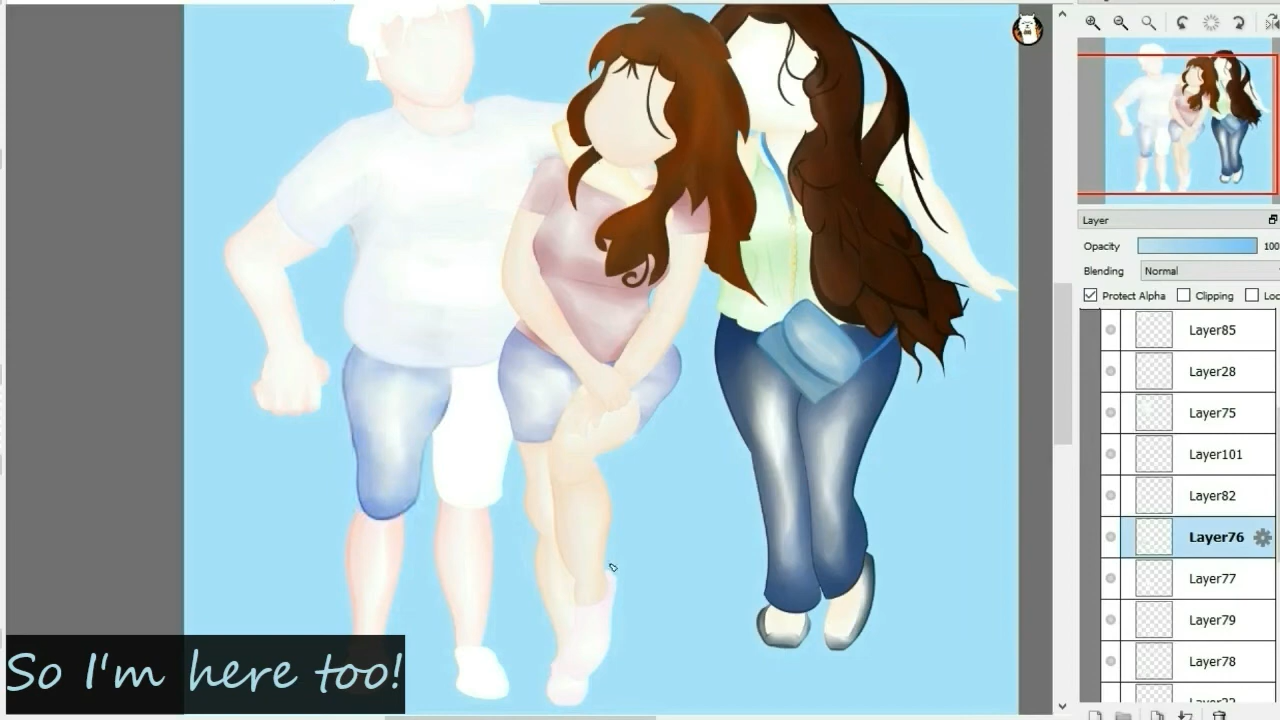 Layer
Opacity 100
Blending Normal
Protect Alpha Clipping Loc
Layer85
Layer28
Layer75
Layer101
Layer82
Layer76
Layer77
Layer79
Layer78
So I'm here too!